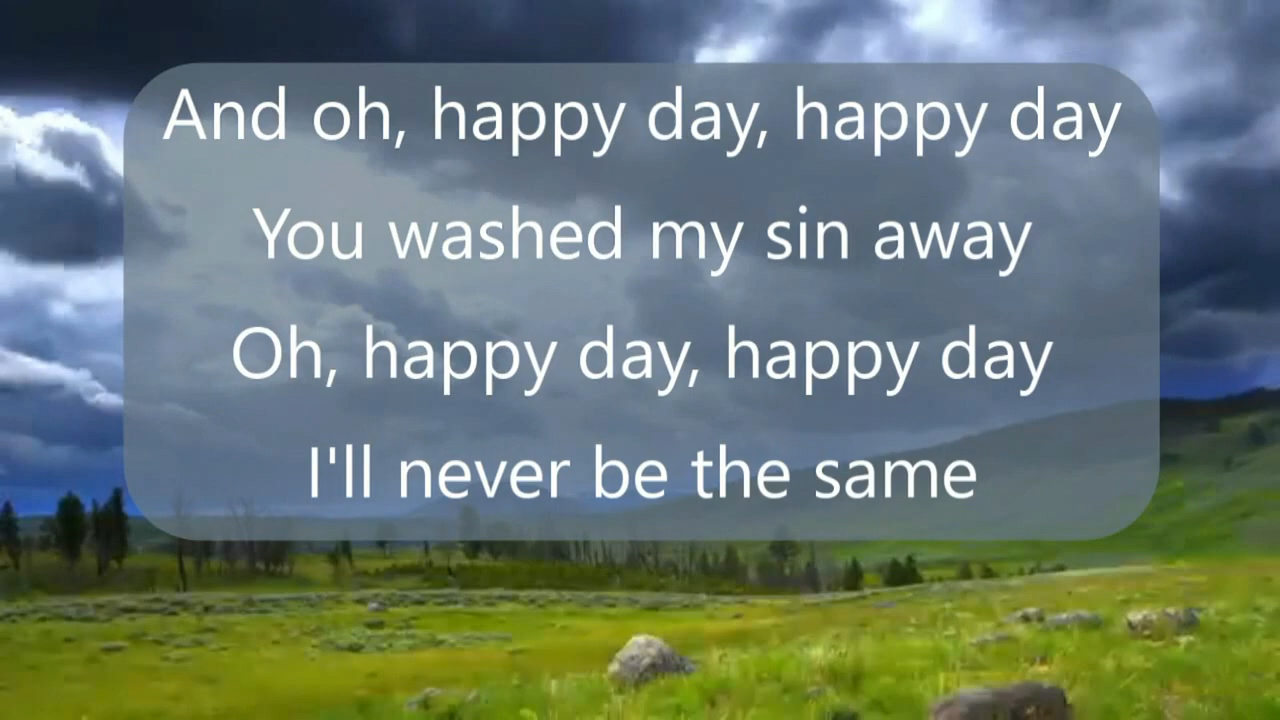 And oh, happy day, happy day
You washed my sin away
Oh, happy day, happy day
I'll never be the same